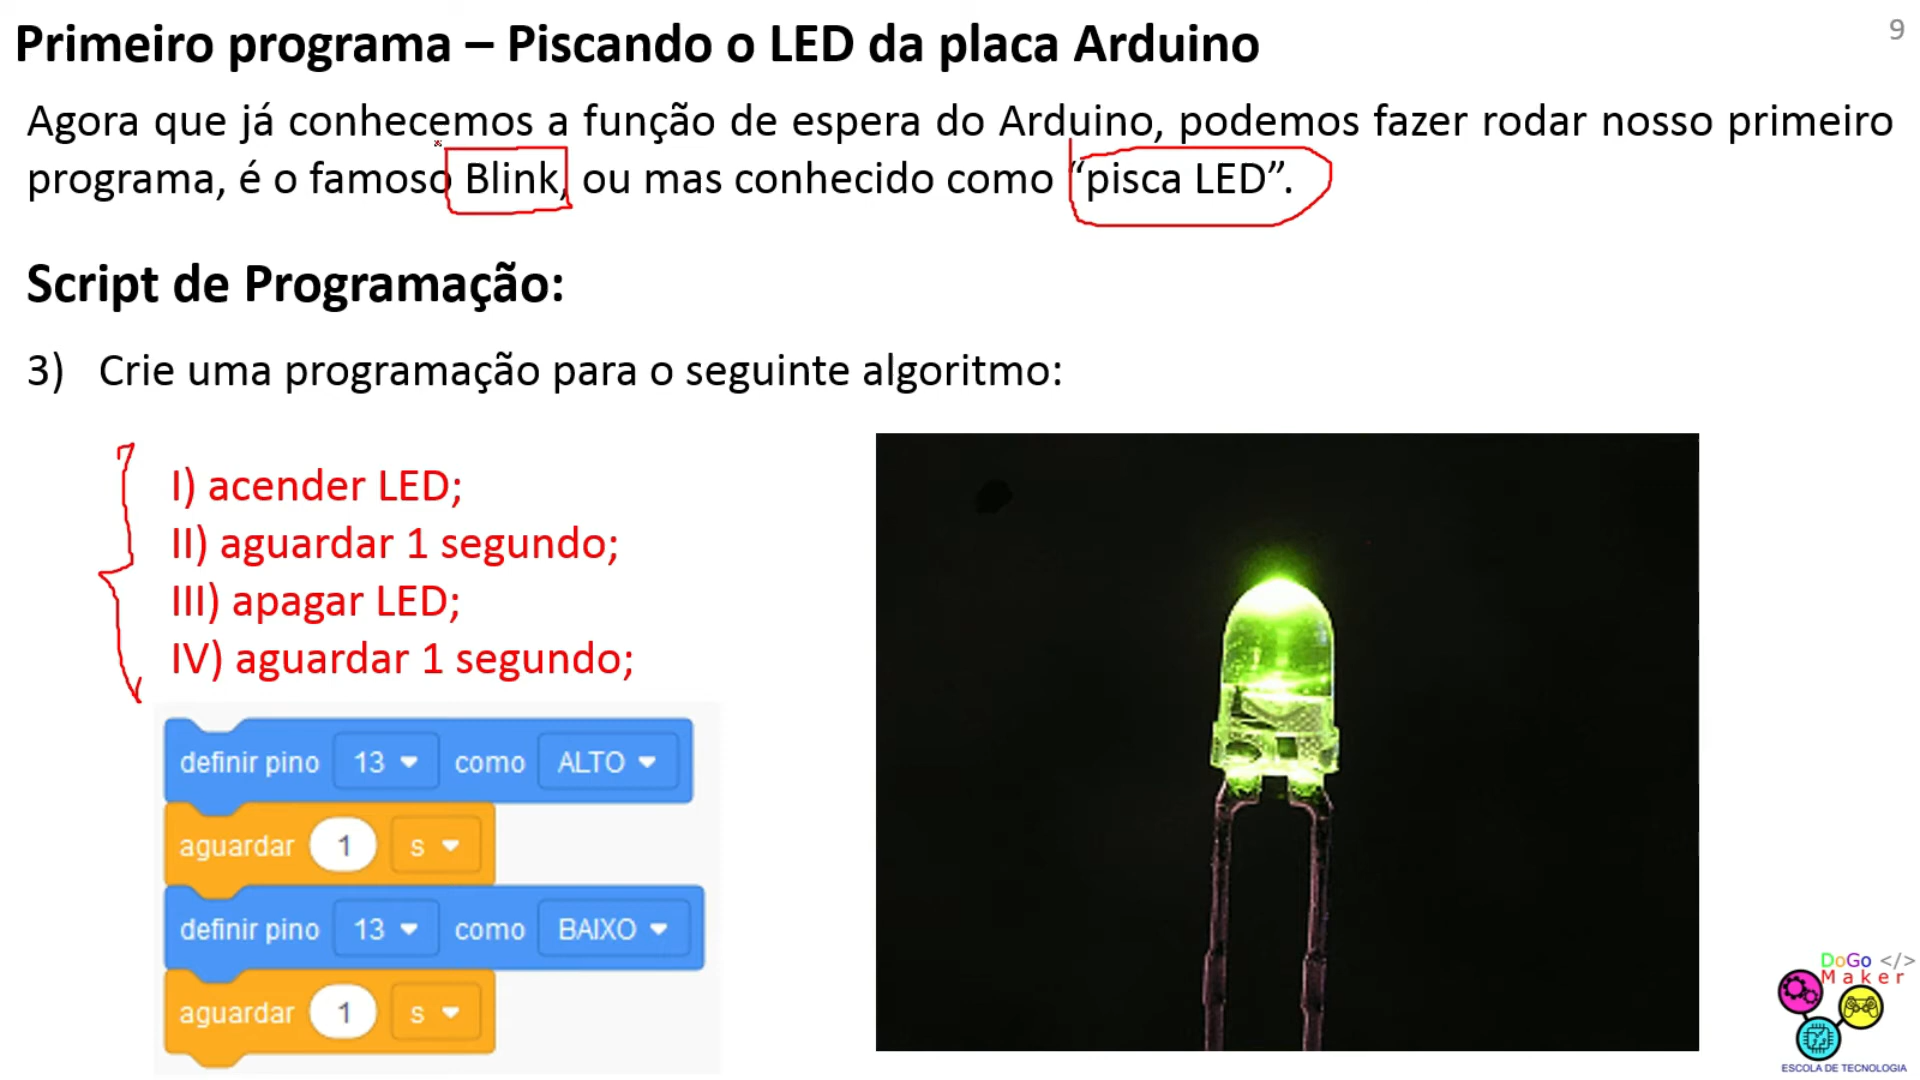 Primeiro programa – Piscando o LED da placa Arduino
9
Agora que já conhecemos a função de espera do Arduino, podemos fazer rodar nosso primeiro
programa, é o famoso Blink, ou mas conhecido como “pisca LED”.
Script de Programação:
3) Crie uma programação para o seguinte algoritmo:
I) acender LED;
II) aguardar 1 segundo;
III) apagar LED;
IV) aguardar 1 segundo;
definir pino 13 como ALTO
aguardar 1 s
definir pino 13 como BAIXO
aguardar 1 s
DoGo </>
Maker
ESCOLA DE TECNOLOGIA